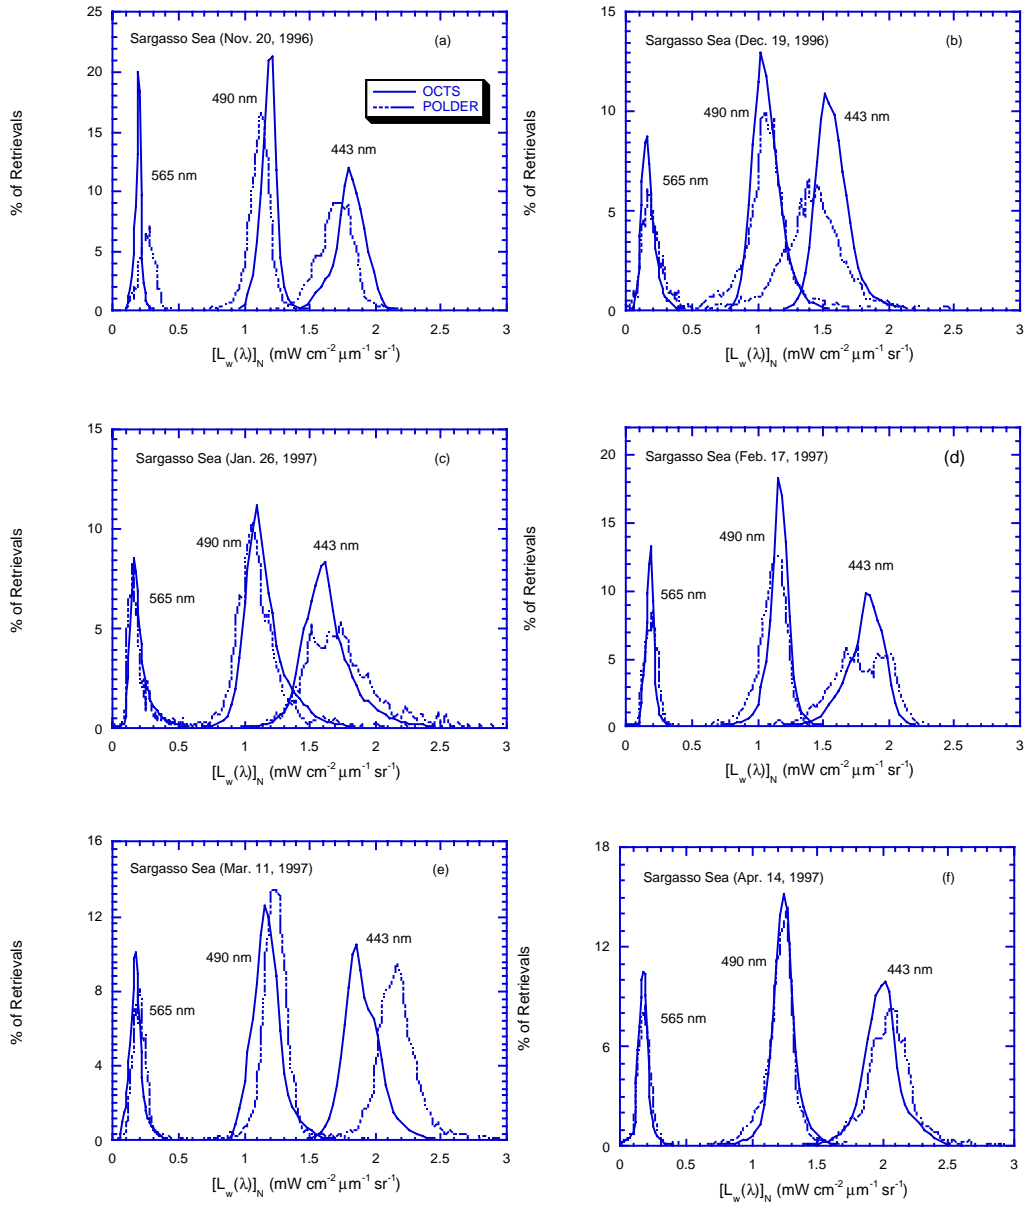 Sargasso Sea (Nov. 20, 1996)
(a)
25
20
15
10
5
0
% of Retrievals
490 nm
OCTS
POLDER
443 nm
565 nm
0 0.5 1 1.5 2 2.5 3
[L_w(λ)]_N (mW cm⁻² μm⁻¹ sr⁻¹)
Sargasso Sea (Dec. 19, 1996)
(b)
15
10
5
0
% of Retrievals
490 nm
443 nm
565 nm
0 0.5 1 1.5 2 2.5 3
[L_w(λ)]_N (mW cm⁻² μm⁻¹ sr⁻¹)
Sargasso Sea (Jan. 26, 1997)
(c)
15
10
5
0
% of Retrievals
490 nm
443 nm
565 nm
0 0.5 1 1.5 2 2.5 3
[L_w(λ)]_N (mW cm⁻² μm⁻¹ sr⁻¹)
Sargasso Sea (Feb. 17, 1997)
(d)
20
15
10
5
0
% of Retrievals
490 nm
443 nm
565 nm
0 0.5 1 1.5 2 2.5 3
[L_w(λ)]_N (mW cm⁻² μm⁻¹ sr⁻¹)
Sargasso Sea (Mar. 11, 1997)
(e)
16
12
8
4
0
% of Retrievals
490 nm
443 nm
565 nm
0 0.5 1 1.5 2 2.5 3
[L_w(λ)]_N (mW cm⁻² μm⁻¹ sr⁻¹)
Sargasso Sea (Apr. 14, 1997)
(f)
18
12
6
0
% of Retrievals
490 nm
443 nm
565 nm
0 0.5 1 1.5 2 2.5 3
[L_w(λ)]_N (mW cm⁻² μm⁻¹ sr⁻¹)